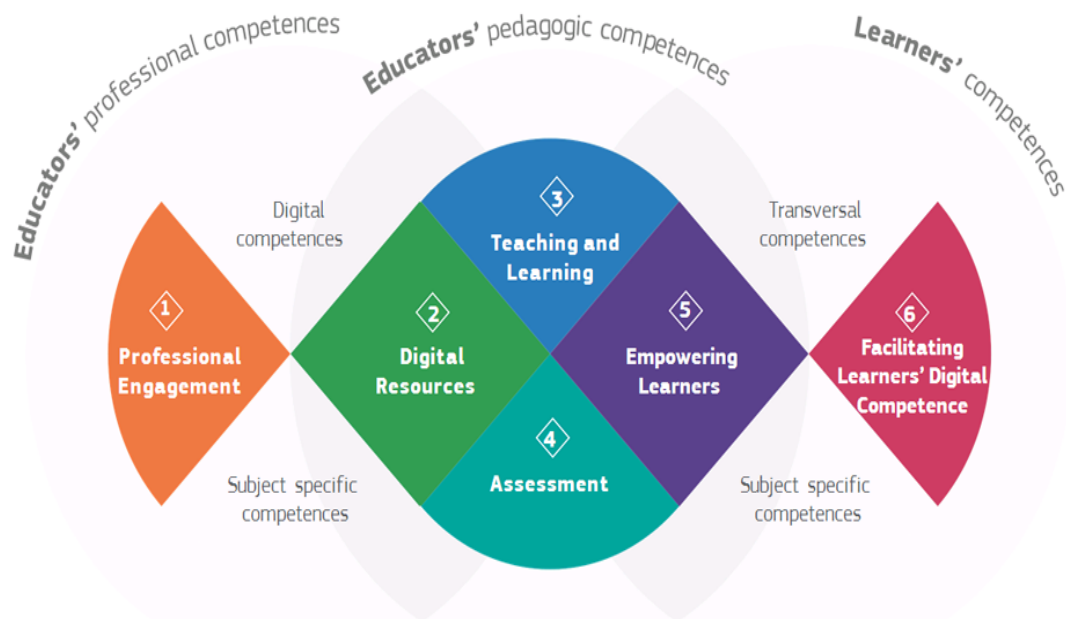 Educators' professional competences
Educators' pedagogic competences
Learners' competences
Digital
competences
Transversal
competences
1
Professional
Engagement
2
Digital
Resources
3
Teaching and
Learning
4
Assessment
5
Empowering
Learners
6
Facilitating
Learners' Digital
Competence
Subject specific
competences
Subject specific
competences